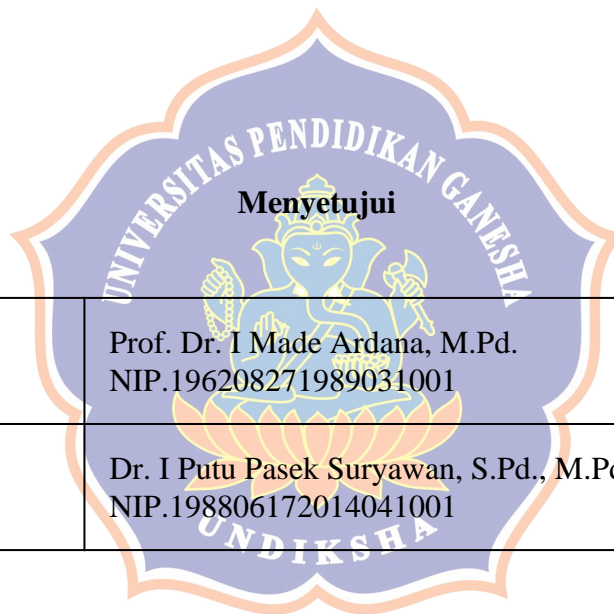 UNIVERSITAS PENDIDIKAN GANESHA
Menyetujui
Prof. Dr. I Made Ardana, M.Pd.
NIP.196208271989031001
Dr. I Putu Pasek Suryawan, S.Pd., M.Pd
NIP.198806172014041001
UNDIKSHA